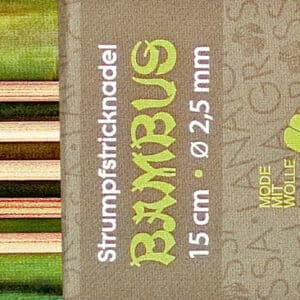 Strumpfstricknadel
BAMBUS
15 cm • Ø 2,5 mm
MODE
MIT
WOLLE